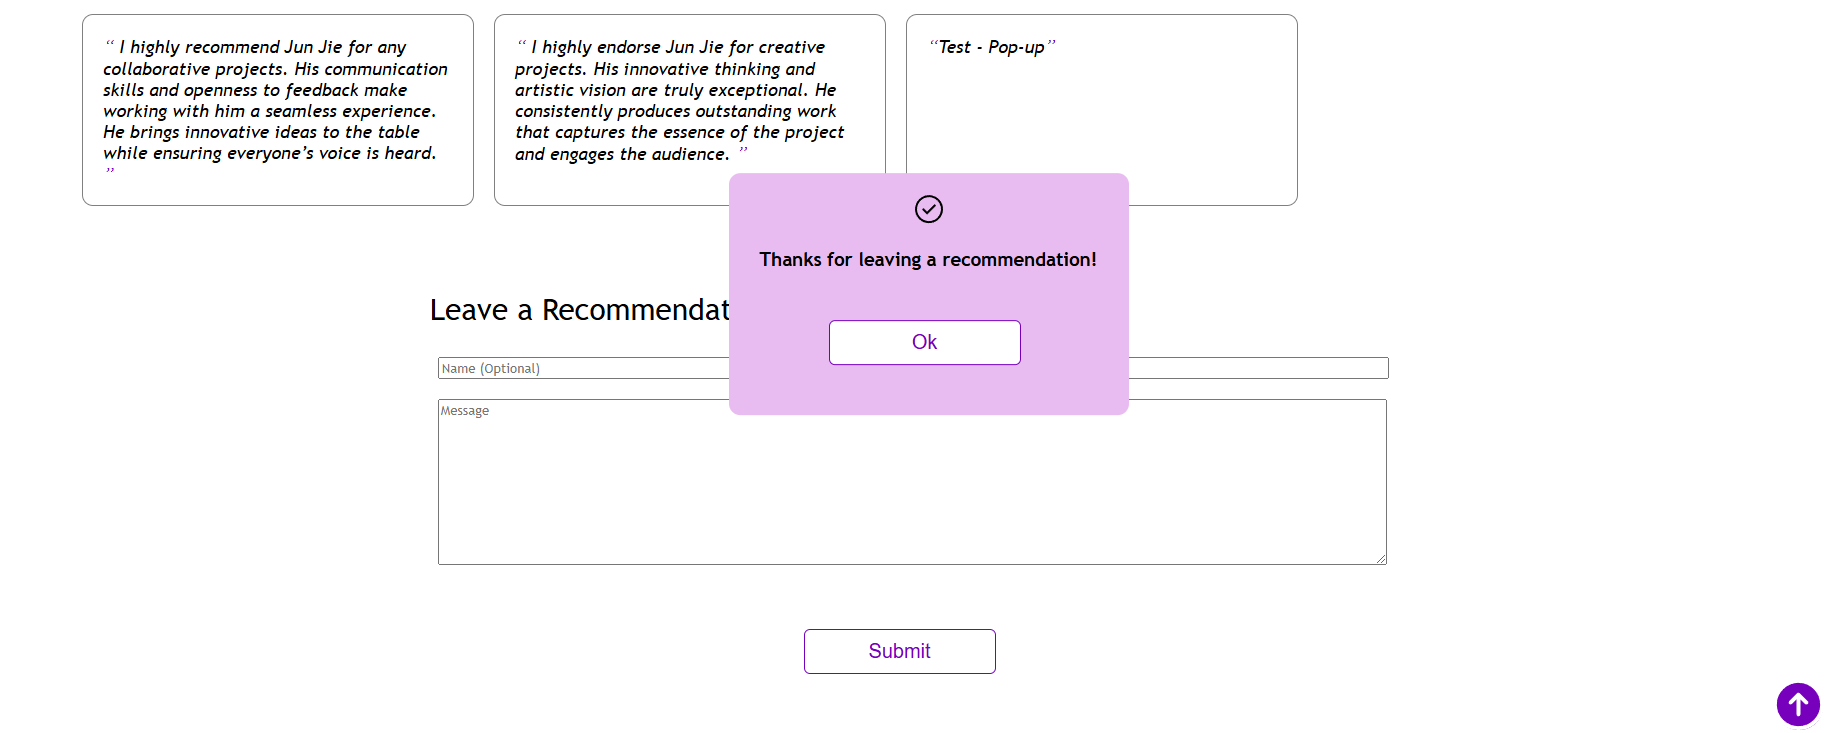 “ I highly recommend Jun Jie for any
collaborative projects. His communication
skills and openness to feedback make
working with him a seamless experience.
He brings innovative ideas to the table
while ensuring everyone’s voice is heard.
”
“ I highly endorse Jun Jie for creative
projects. His innovative thinking and
artistic vision are truly exceptional. He
consistently produces outstanding work
that captures the essence of the project
and engages the audience. ”
“Test - Pop-up”
Thanks for leaving a recommendation!
Ok
Leave a Recommendat
Name (Optional)
Message
Submit